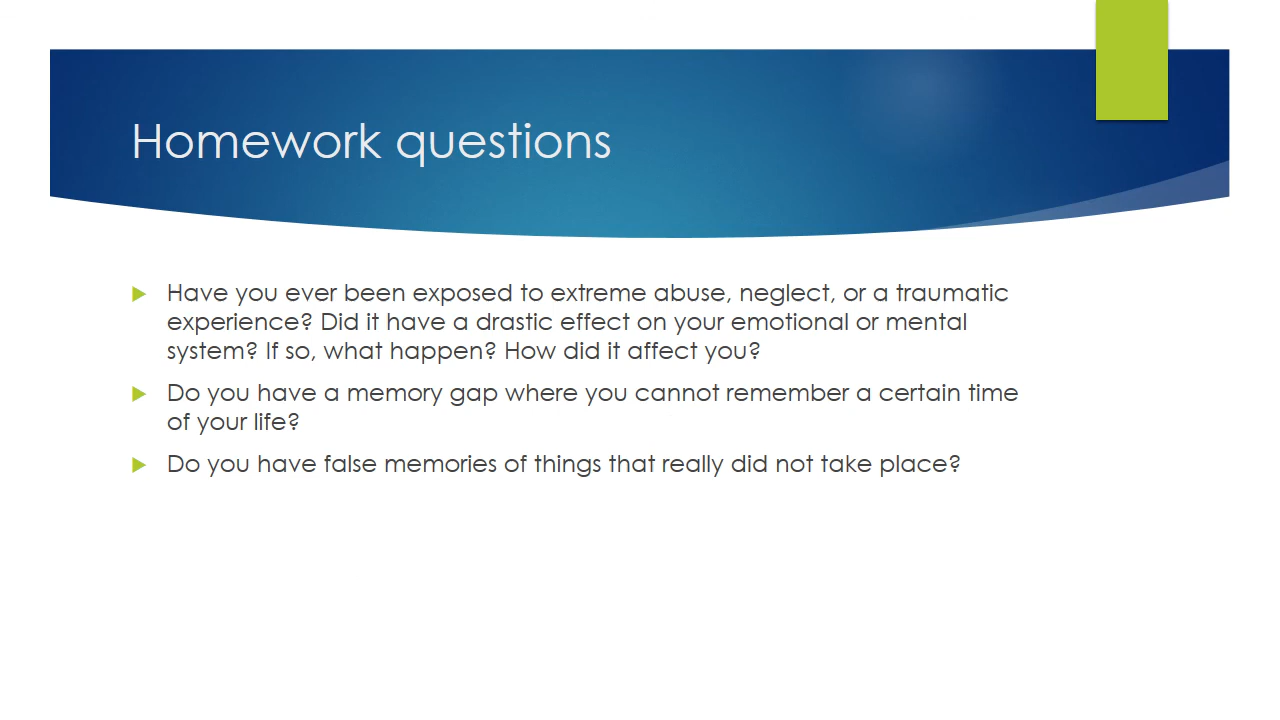 Homework questions
Have you ever been exposed to extreme abuse, neglect, or a traumatic
experience? Did it have a drastic effect on your emotional or mental
system? If so, what happen? How did it affect you?
Do you have a memory gap where you cannot remember a certain time
of your life?
Do you have false memories of things that really did not take place?